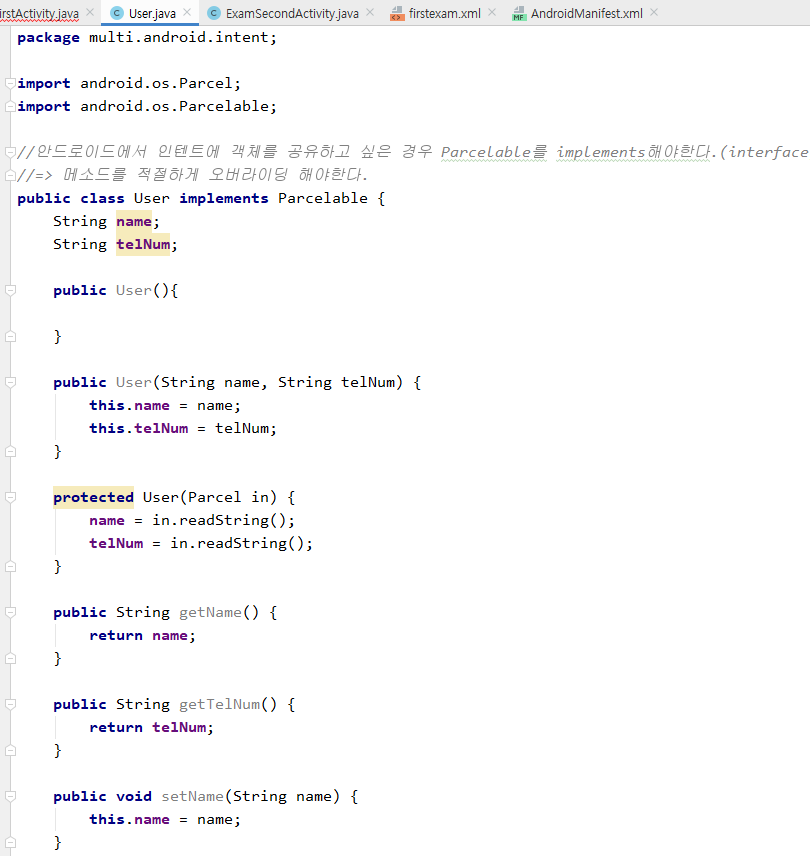 irstActivity.java User.java ExamSecondActivity.java firstexam.xml AndroidManifest.xml
package multi.android.intent;
import android.os.Parcel;
import android.os.Parcelable;
//안드로이드에서 인텐트에 객체를 공유하고 싶은 경우 Parcelable를 implements해야한다.(interface
//=> 메소드를 적절하게 오버라이딩 해야한다.
public class User implements Parcelable {
String name;
String telNum;
public User(){
}
public User(String name, String telNum) {
this.name = name;
this.telNum = telNum;
}
protected User(Parcel in) {
name = in.readString();
telNum = in.readString();
}
public String getName() {
return name;
}
public String getTelNum() {
return telNum;
}
public void setName(String name) {
this.name = name;
}